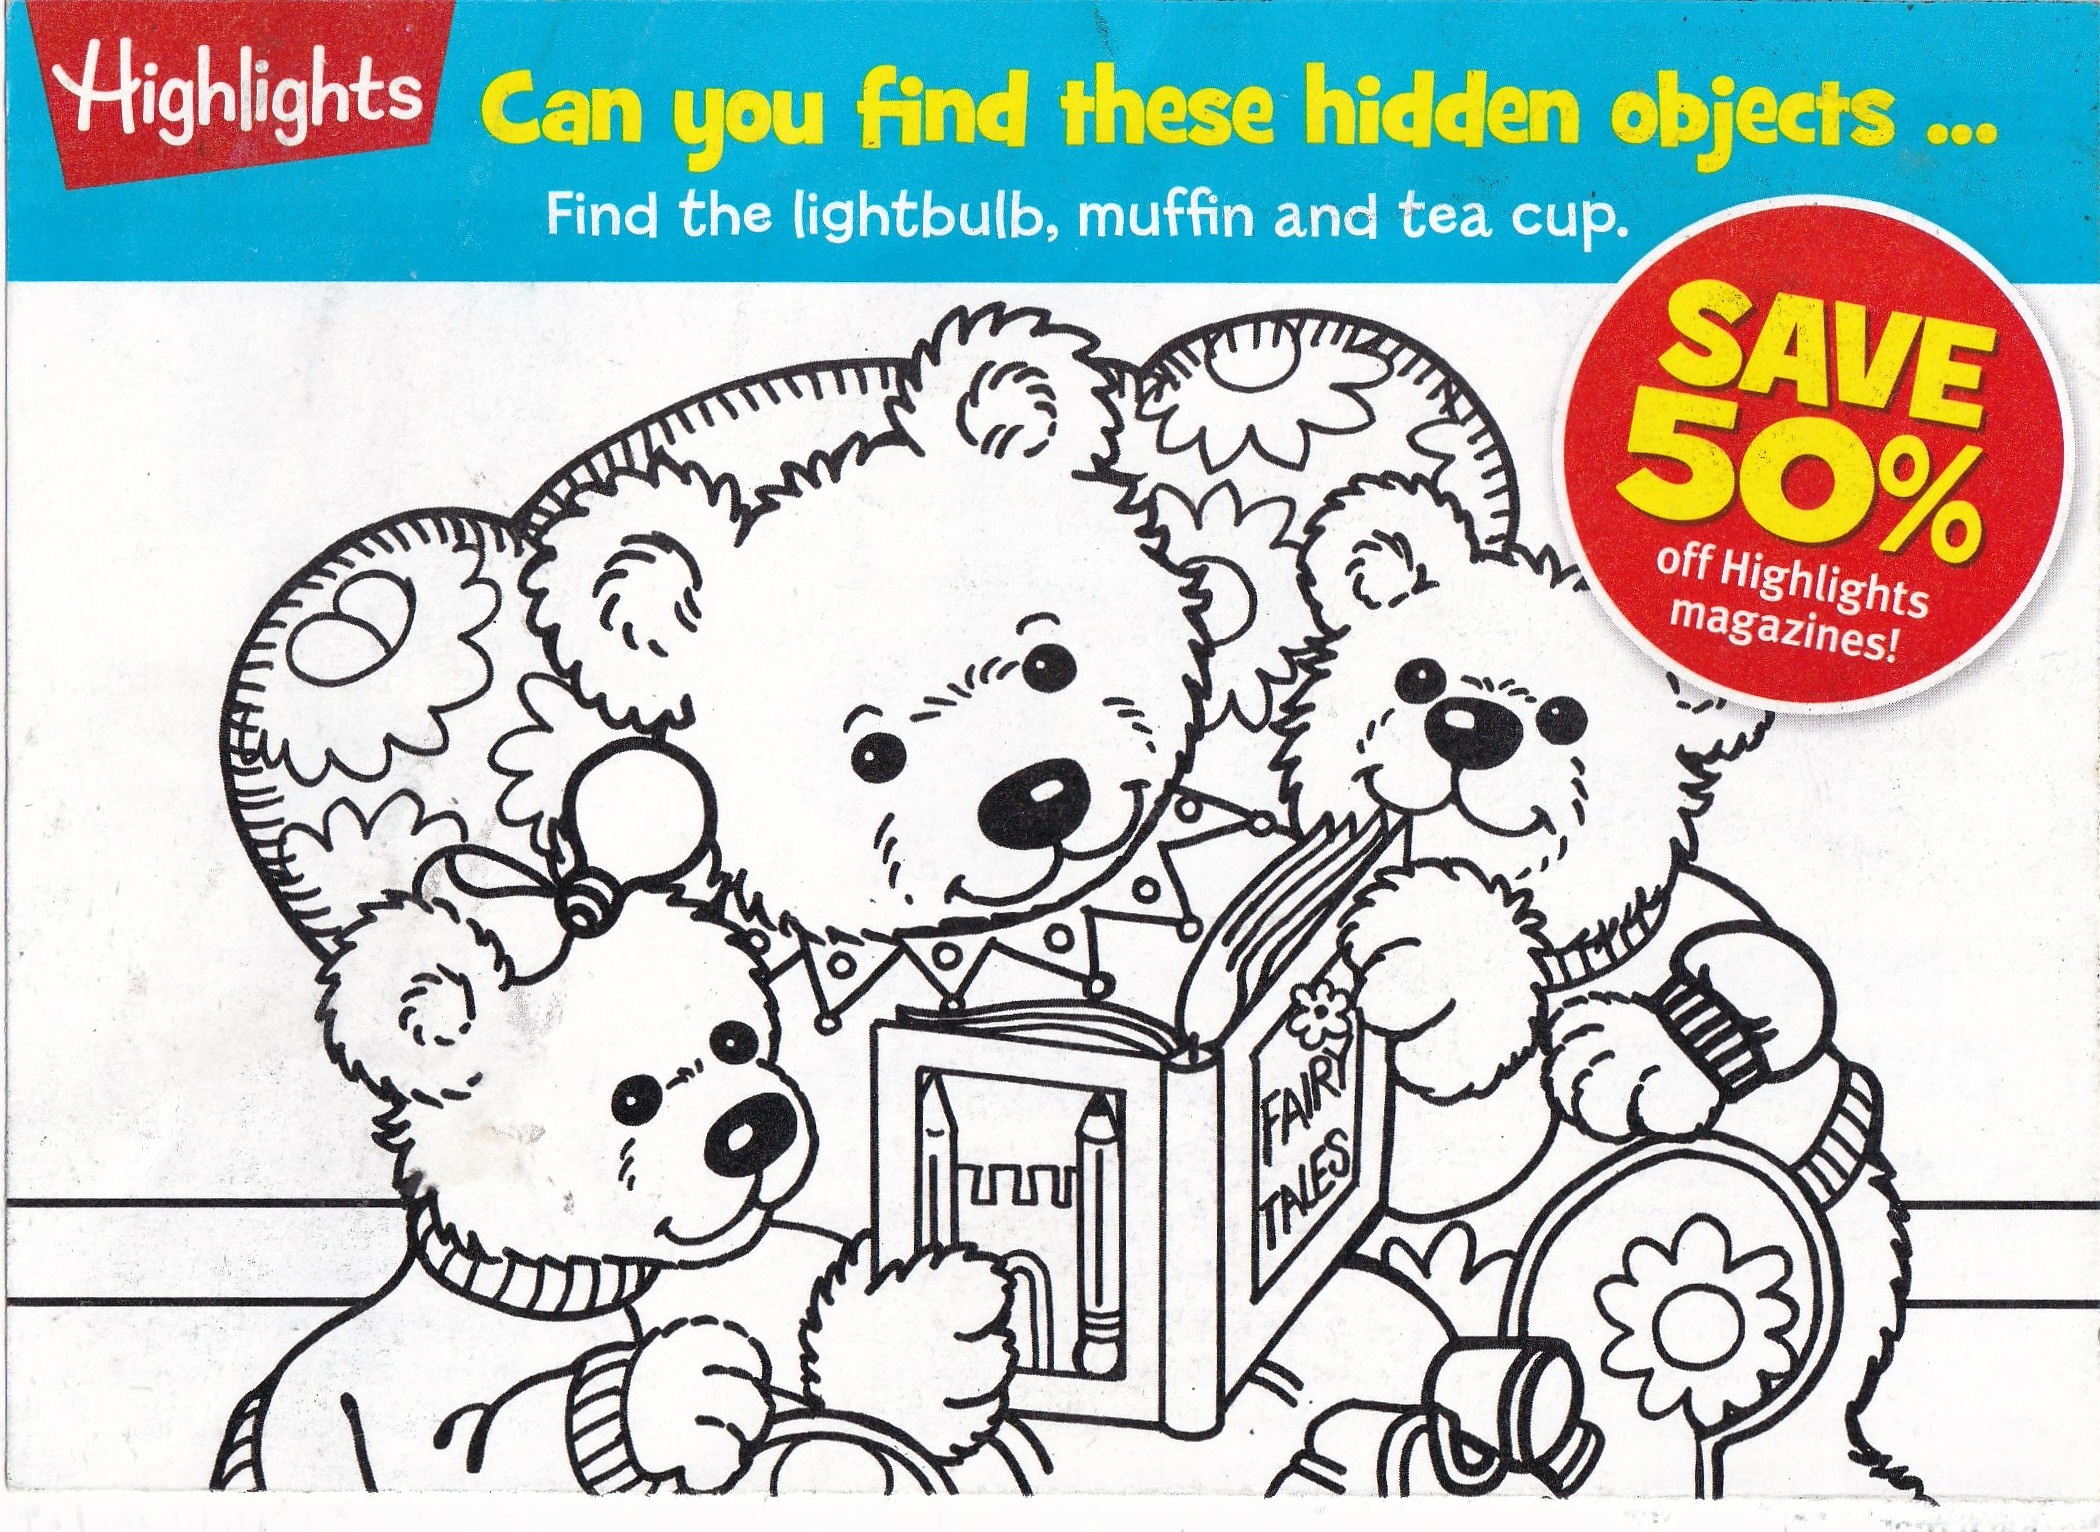 Highlights
Can you find these hidden objects ...
Find the lightbulb, muffin and tea cup.
SAVE
50%
off Highlights
magazines!
FAIRY
TALES